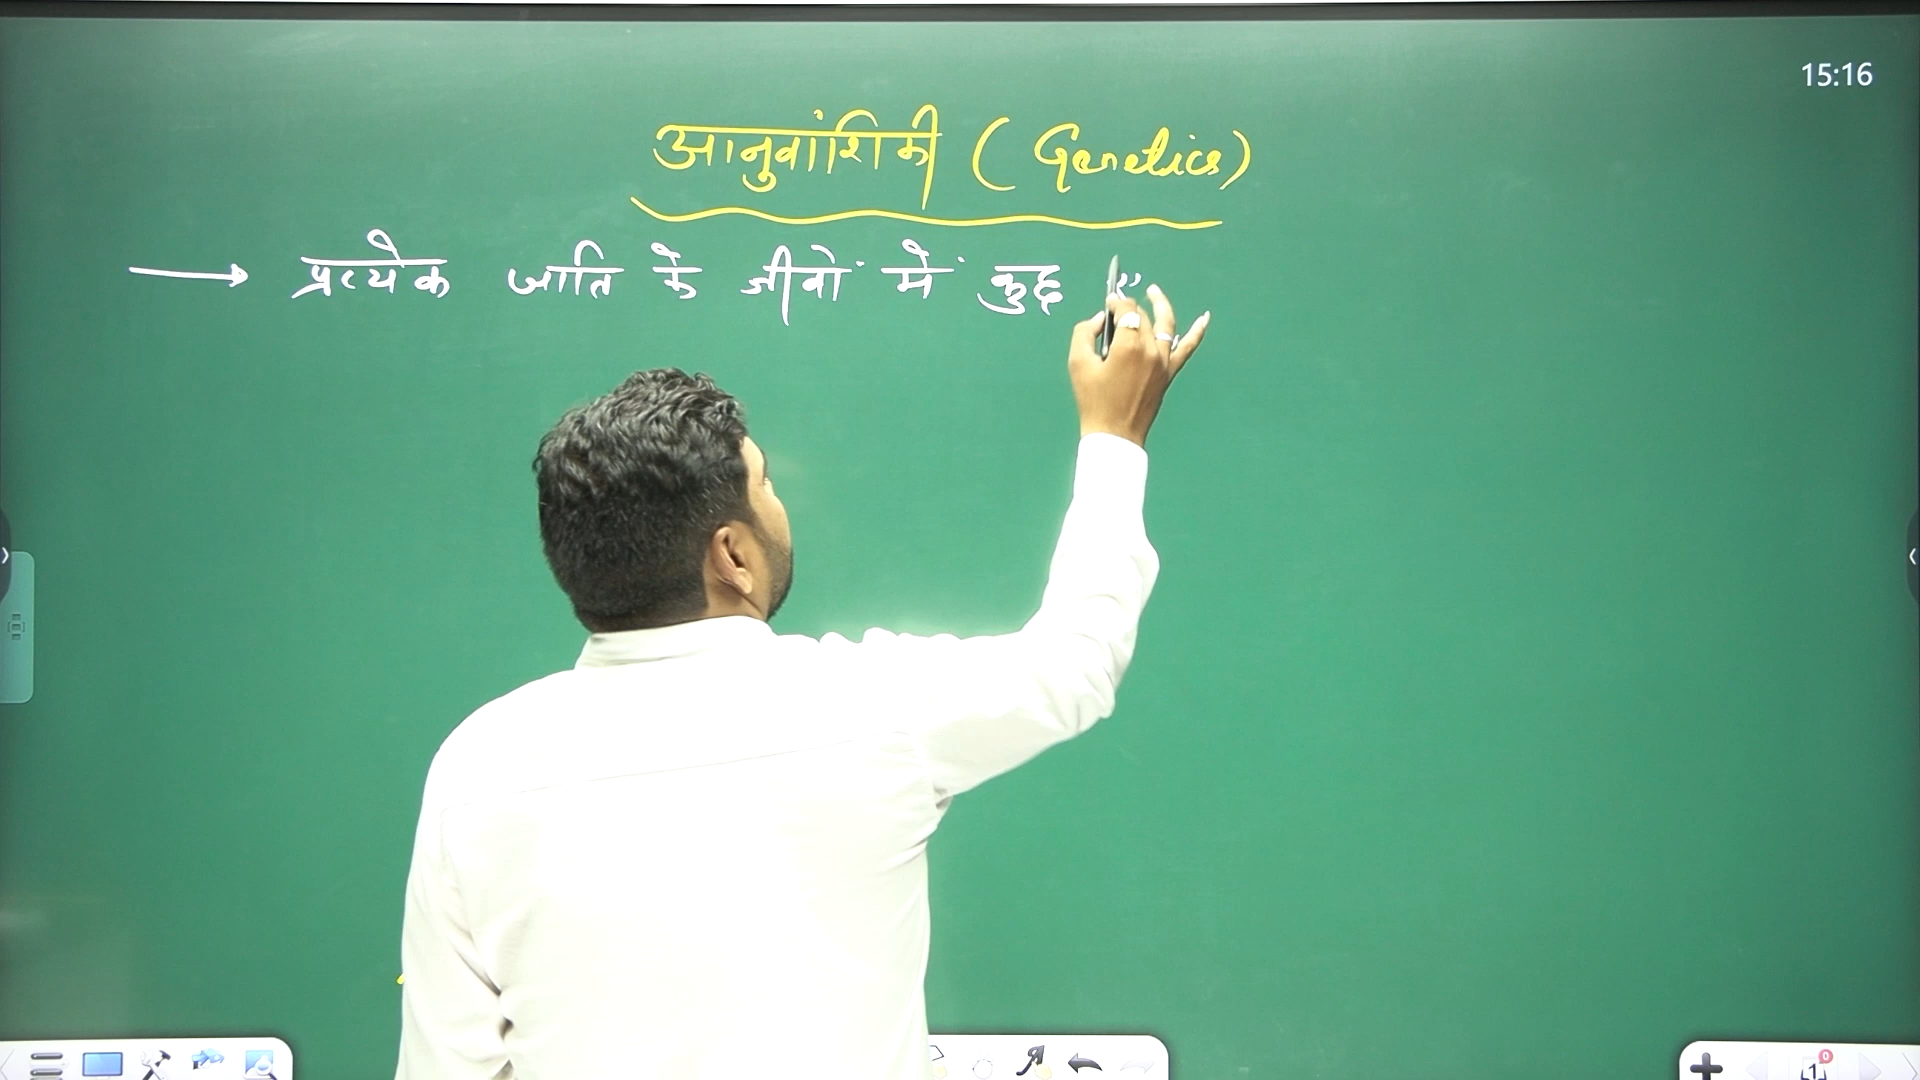 15:16
आनुवांशिकी ( Genetics )
→ प्रत्येक जाति के जीवों में कुछ